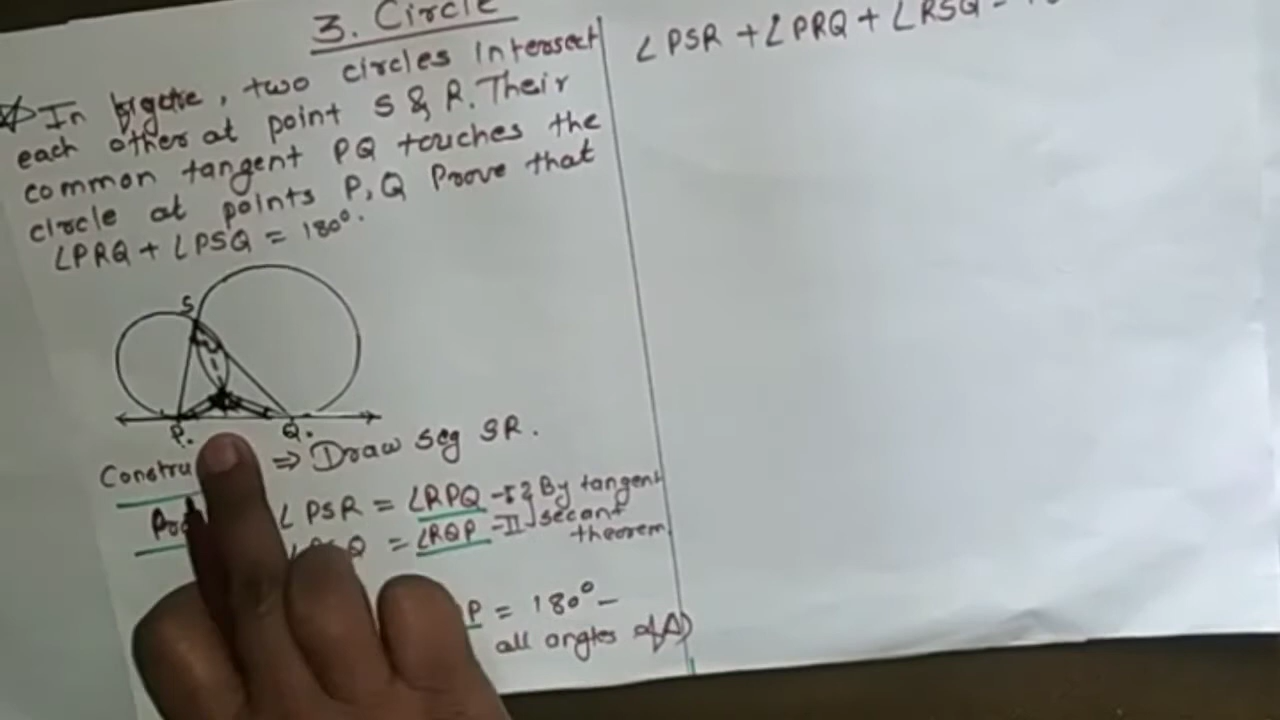 3. Circle
In figure, two circles intersect
each other at point S & R. Their
common tangent PQ touches the
circle at points P, Q Prove that
∠PRQ + ∠PSQ = 180°.
S
P. Q.
⇒ Draw seg SR.
∠PSR = ∠RPQ - I } By tangent
Q = ∠RQP - II secant
theorem
P = 180° -
all angles of Δ)
∠PSR + ∠PRQ + ∠RSQ =